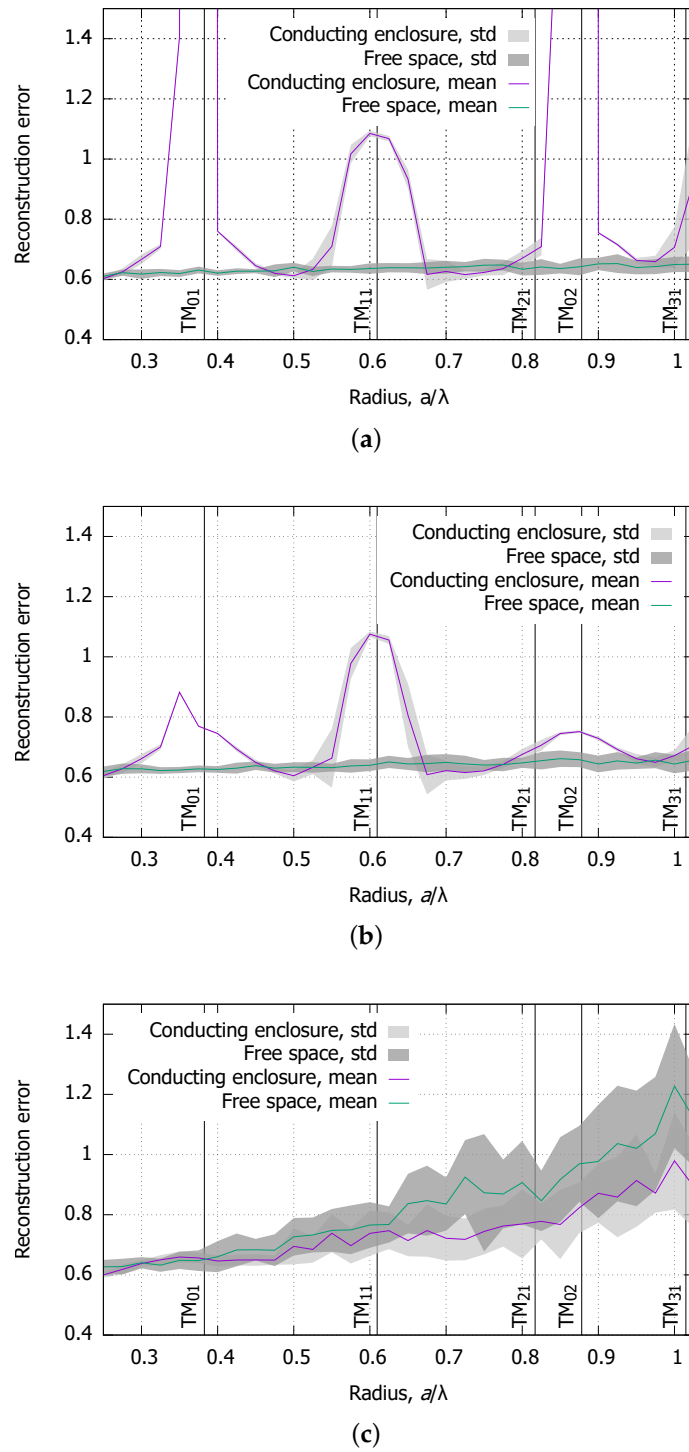 1.4
1.2
1
0.8
0.6
0.4
Reconstruction error
Conducting enclosure, std
Free space, std
Conducting enclosure, mean
Free space, mean
TM01
TM11
TM21
TM02
TM31
0.3 0.4 0.5 0.6 0.7 0.8 0.9 1
Radius, a/λ
(a)
1.4
1.2
1
0.8
0.6
0.4
Reconstruction error
Conducting enclosure, std
Free space, std
Conducting enclosure, mean
Free space, mean
TM01
TM11
TM21
TM02
TM31
0.3 0.4 0.5 0.6 0.7 0.8 0.9 1
Radius, a/λ
(b)
1.4
1.2
1
0.8
0.6
0.4
Reconstruction error
Conducting enclosure, std
Free space, std
Conducting enclosure, mean
Free space, mean
TM01
TM11
TM21
TM02
TM31
0.3 0.4 0.5 0.6 0.7 0.8 0.9 1
Radius, a/λ
(c)